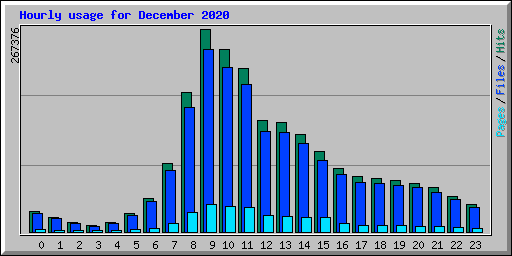 Hourly usage for December 2020
267376
Pages/Files/Hits
0 1 2 3 4 5 6 7 8 9 10 11 12 13 14 15 16 17 18 19 20 21 22 23